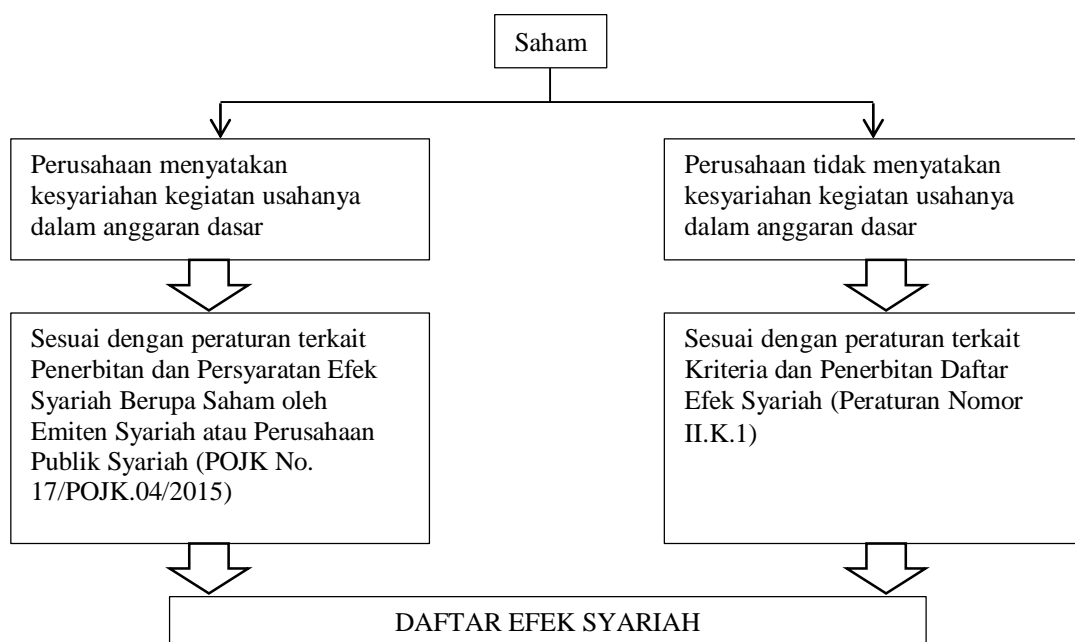 Saham
Perusahaan menyatakan
kesyariahan kegiatan usahanya
dalam anggaran dasar
Perusahaan tidak menyatakan
kesyariahan kegiatan usahanya
dalam anggaran dasar
Sesuai dengan peraturan terkait
Penerbitan dan Persyaratan Efek
Syariah Berupa Saham oleh
Emiten Syariah atau Perusahaan
Publik Syariah (POJK No.
17/POJK.04/2015)
Sesuai dengan peraturan terkait
Kriteria dan Penerbitan Daftar
Efek Syariah (Peraturan Nomor
II.K.1)
DAFTAR EFEK SYARIAH